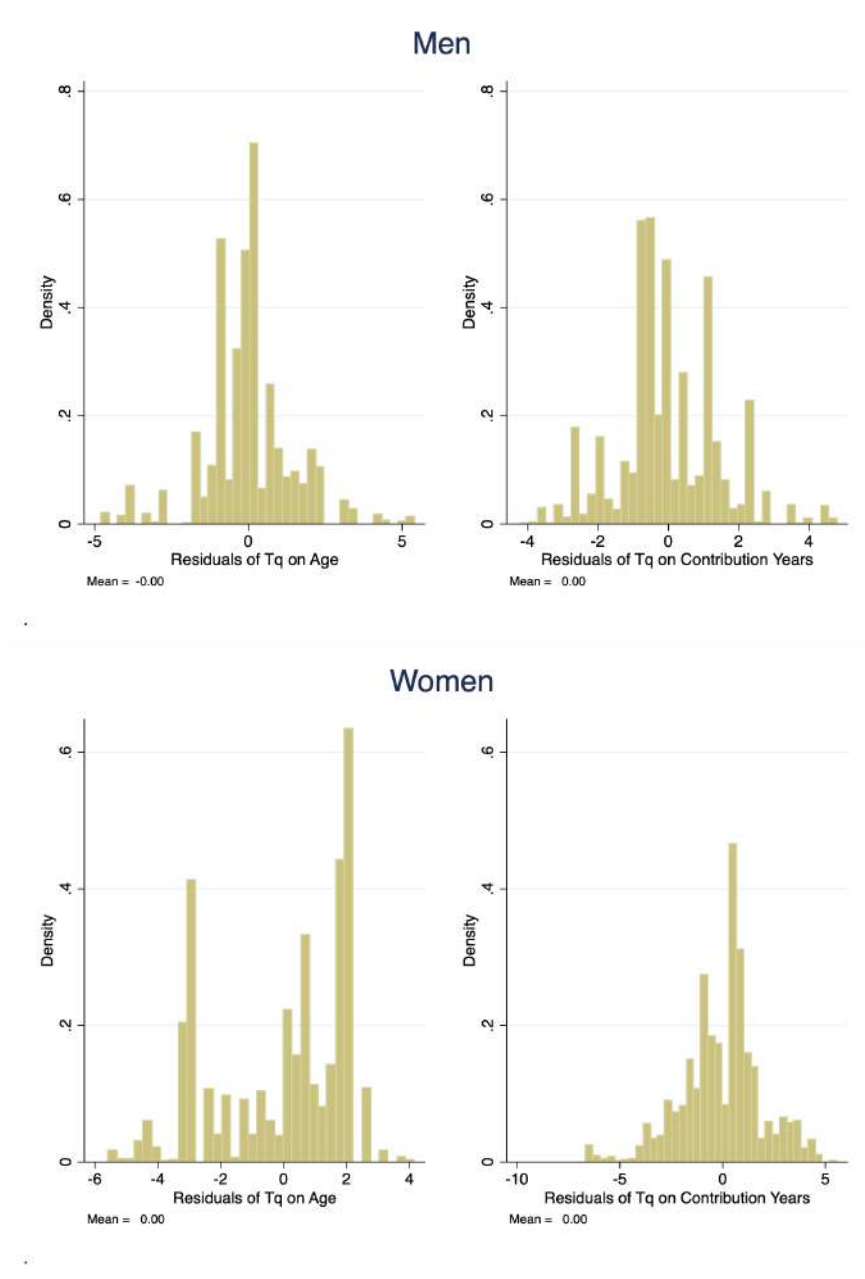 Men
.8
.6
.4
.2
0
Density
-5
0
5
Residuals of Tq on Age
Mean = -0.00
.8
.6
.4
.2
0
Density
-4
-2
0
2
4
Residuals of Tq on Contribution Years
Mean = 0.00
.
Women
.6
.4
.2
0
Density
-6
-4
-2
0
2
4
Residuals of Tq on Age
Mean = 0.00
.6
.4
.2
0
Density
-10
-5
0
5
Residuals of Tq on Contribution Years
Mean = 0.00
.